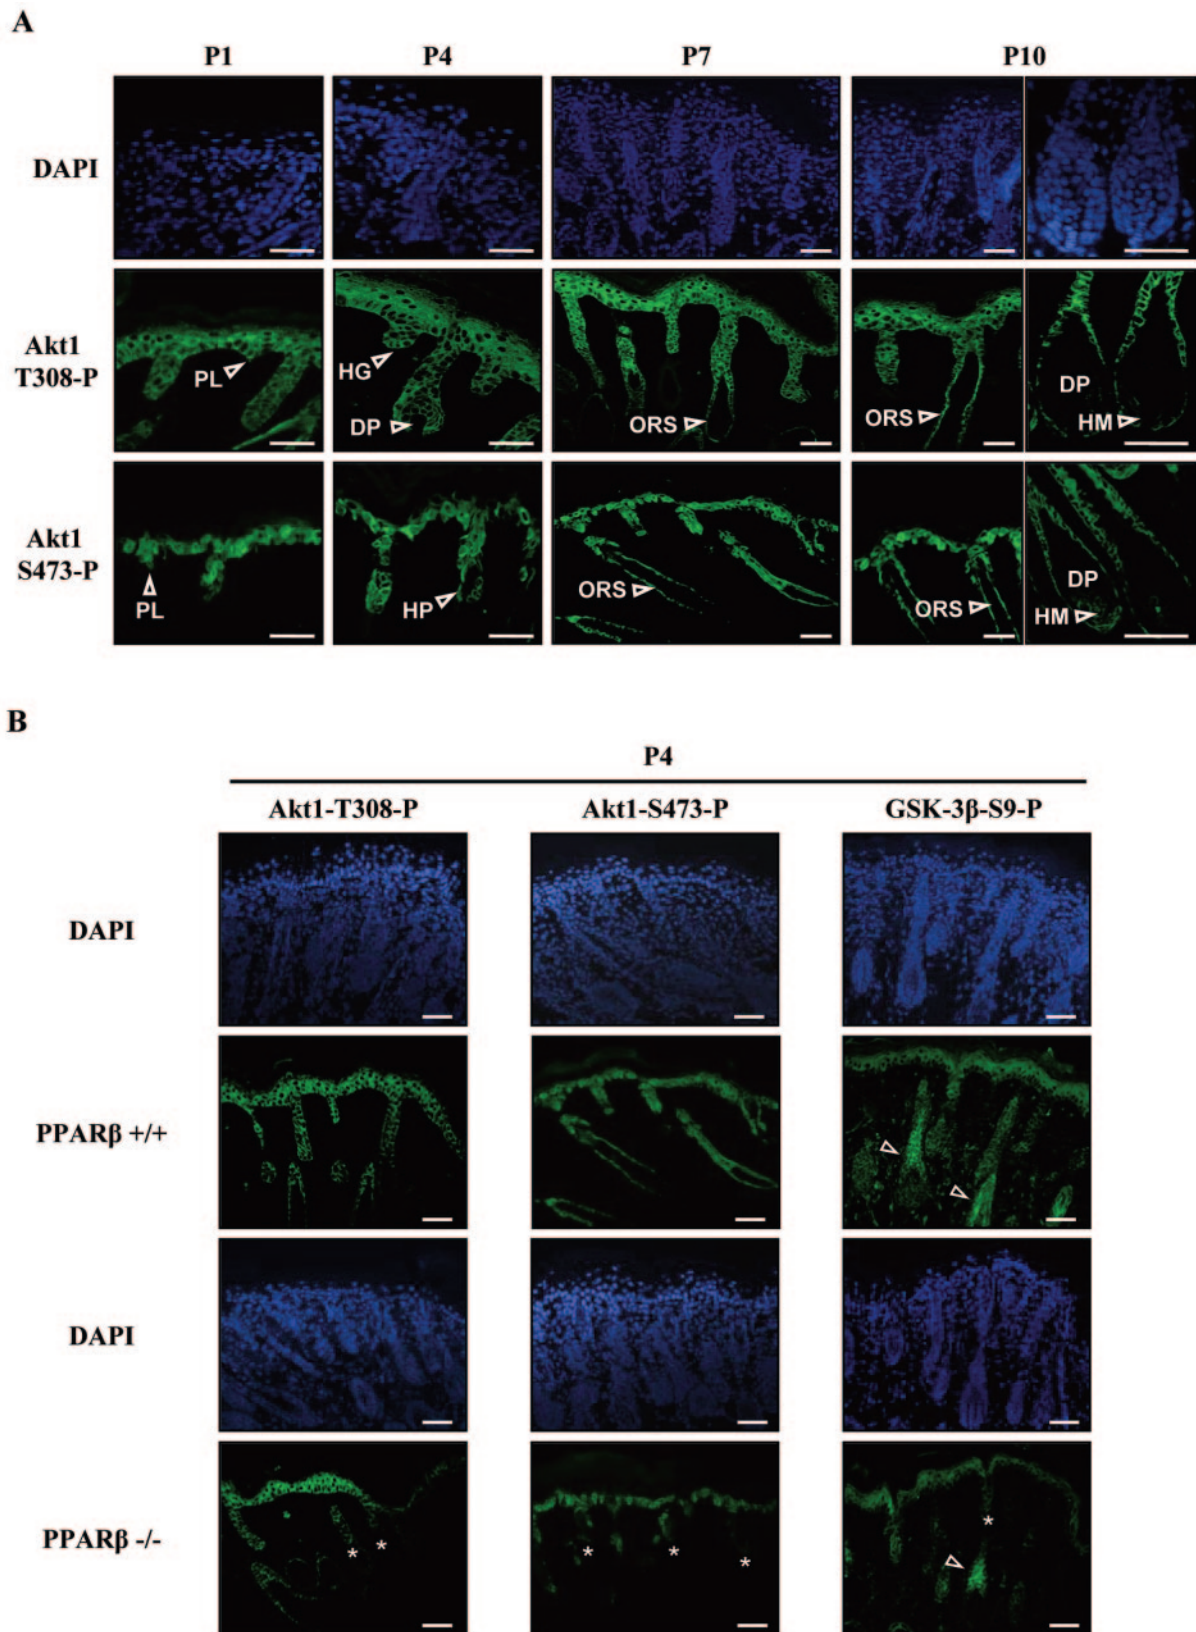 A
P1 P4 P7 P10
DAPI
Akt1
T308-P
PL
HG
DP
ORS
ORS
DP
HM
Akt1
S473-P
PL
HP
ORS
ORS
DP
HM
B
P4
Akt1-T308-P Akt1-S473-P GSK-3β-S9-P
DAPI
PPARβ +/+
DAPI
PPARβ -/-
* * * * * *